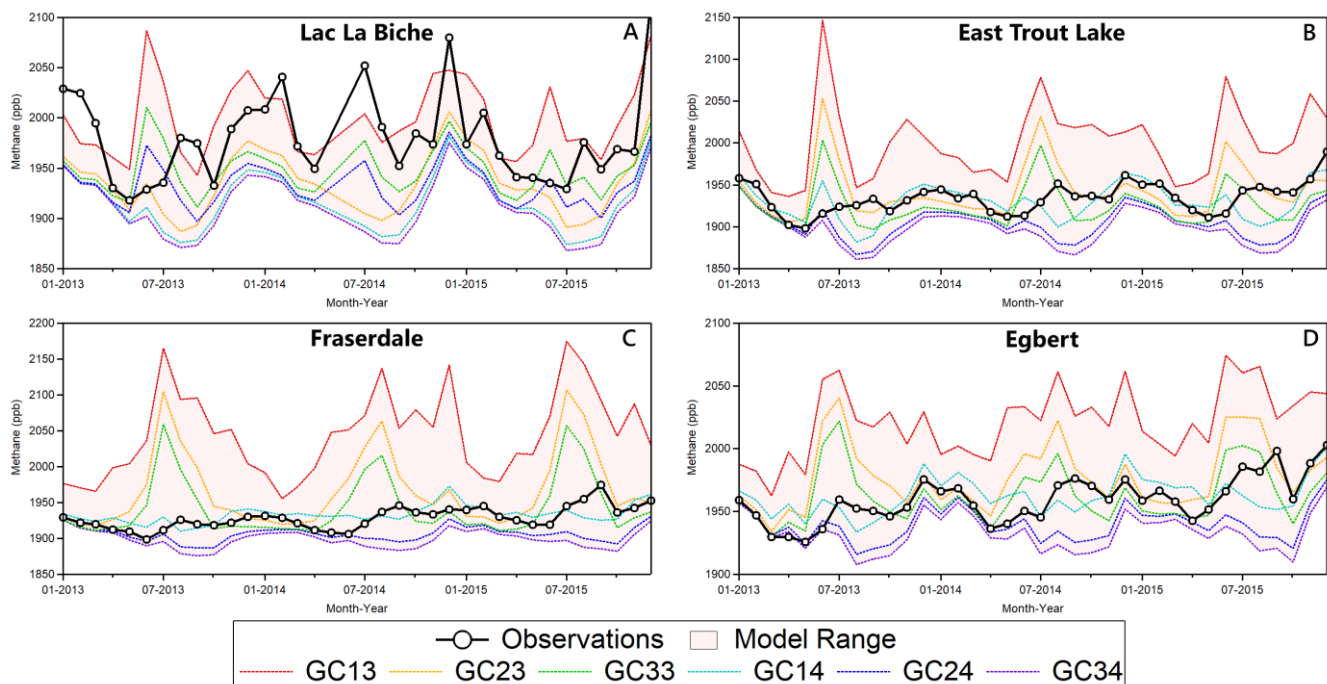 Lac La Biche
A
Methane (ppb)
2100
2050
2000
1950
1900
1850
01-2013
07-2013
01-2014
07-2014
01-2015
07-2015
Month-Year
East Trout Lake
B
Methane (ppb)
2150
2100
2050
2000
1950
1900
1850
01-2013
07-2013
01-2014
07-2014
01-2015
07-2015
Month-Year
Fraserdale
C
Methane (ppb)
2200
2150
2100
2050
2000
1950
1900
1850
01-2013
07-2013
01-2014
07-2014
01-2015
07-2015
Month-Year
Egbert
D
Methane (ppb)
2100
2050
2000
1950
1900
01-2013
07-2013
01-2014
07-2014
01-2015
07-2015
Month-Year
Observations Model Range
GC13 GC23 GC33 GC14 GC24 GC34